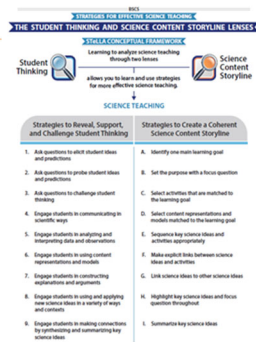 BSCS
STRATEGIES FOR EFFECTIVE SCIENCE TEACHING
THE STUDENT THINKING AND SCIENCE CONTENT STORYLINE LENSES
STeLLA CONCEPTUAL FRAMEWORK
Learning to analyze science teaching
through two lenses
Student
Thinking
Science
Content
Storyline
allows you to learn and use strategies
for more effective science teaching.
SCIENCE TEACHING
Strategies to Reveal, Support,
and Challenge Student Thinking
1. Ask questions to elicit student ideas
and predictions
2. Ask questions to probe student ideas
and predictions
3. Ask questions to challenge student
thinking
4. Engage students in communicating in
scientific ways
5. Engage students in analyzing and
interpreting data and observations
6. Engage students in using content
representations and models
7. Engage students in constructing
explanations and arguments
8. Engage students in using and applying
new science ideas in a variety of ways
and contexts
9. Engage students in making connections
by synthesizing and summarizing key
science ideas
Strategies to Create a Coherent
Science Content Storyline
A. Identify one main learning goal
B. Set the purpose with a focus question
C. Select activities that are matched to
the learning goal
D. Select content representations and
models matched to the learning goal
E. Sequence key science ideas and
activities appropriately
F. Make explicit links between science
ideas and activities
G. Link science ideas to other science ideas
H. Highlight key science ideas and focus
question throughout
I. Summarize key science ideas